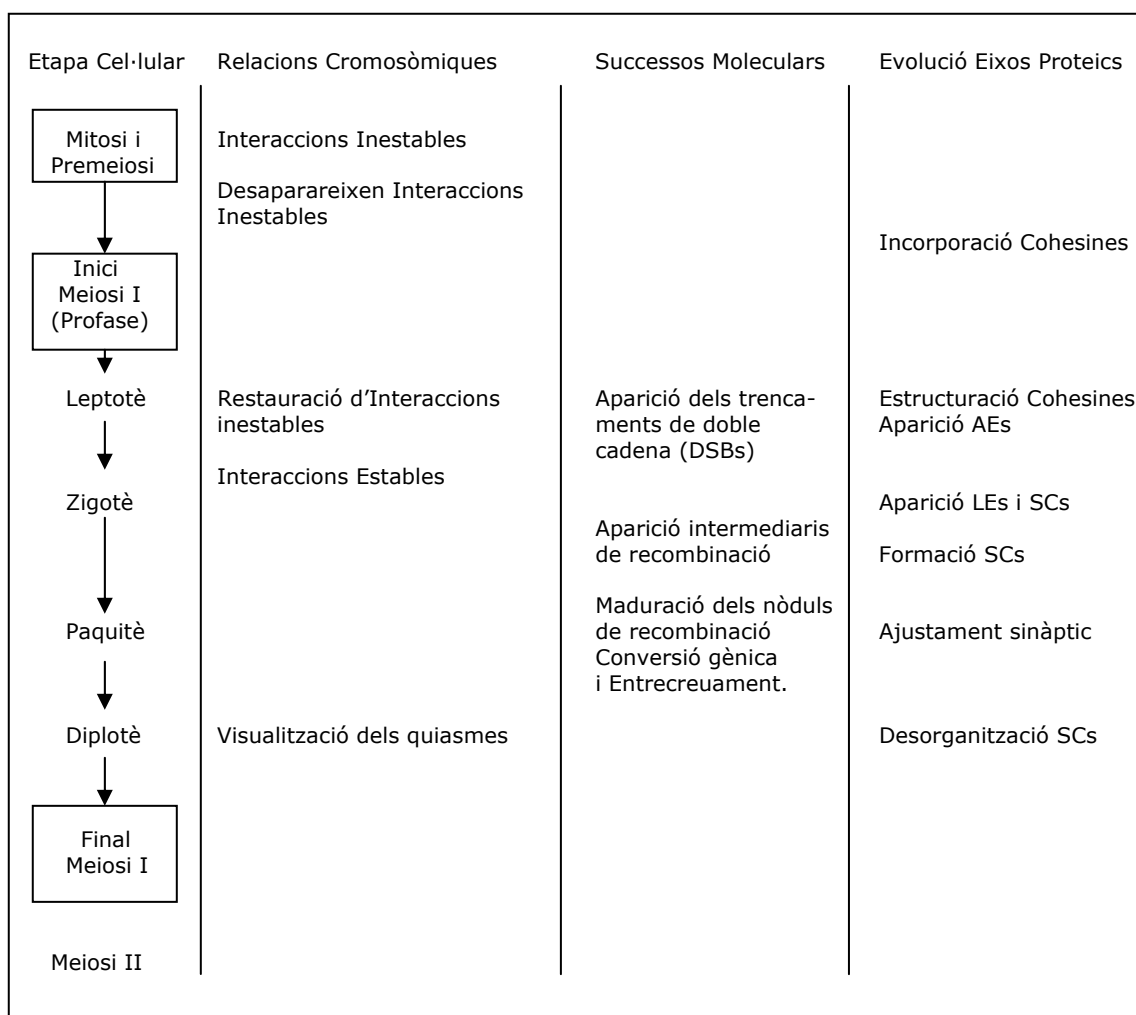 Etapa Cel·lular Relacions Cromosòmiques Successos Moleculars Evolució Eixos Proteics
Mitosi i Interaccions Inestables
Premeiosi
Desaparareixen Interaccions
Inestables
Incorporació Cohesines
Inici
Meiosi I
(Profase)
Leptotè Restauració d’Interaccions Aparició dels trenca- Estructuració Cohesines
inestables ments de doble Aparició AEs
cadena (DSBs)
Interaccions Estables
Zigotè Aparició LEs i SCs
Aparició intermediaris
de recombinació Formació SCs
Maduració dels nòduls
Paquitè de recombinació Ajustament sinàptic
Conversió gènica
i Entrecreuament.
Diplotè Visualització dels quiasmes Desorganització SCs
Final
Meiosi I
Meiosi II